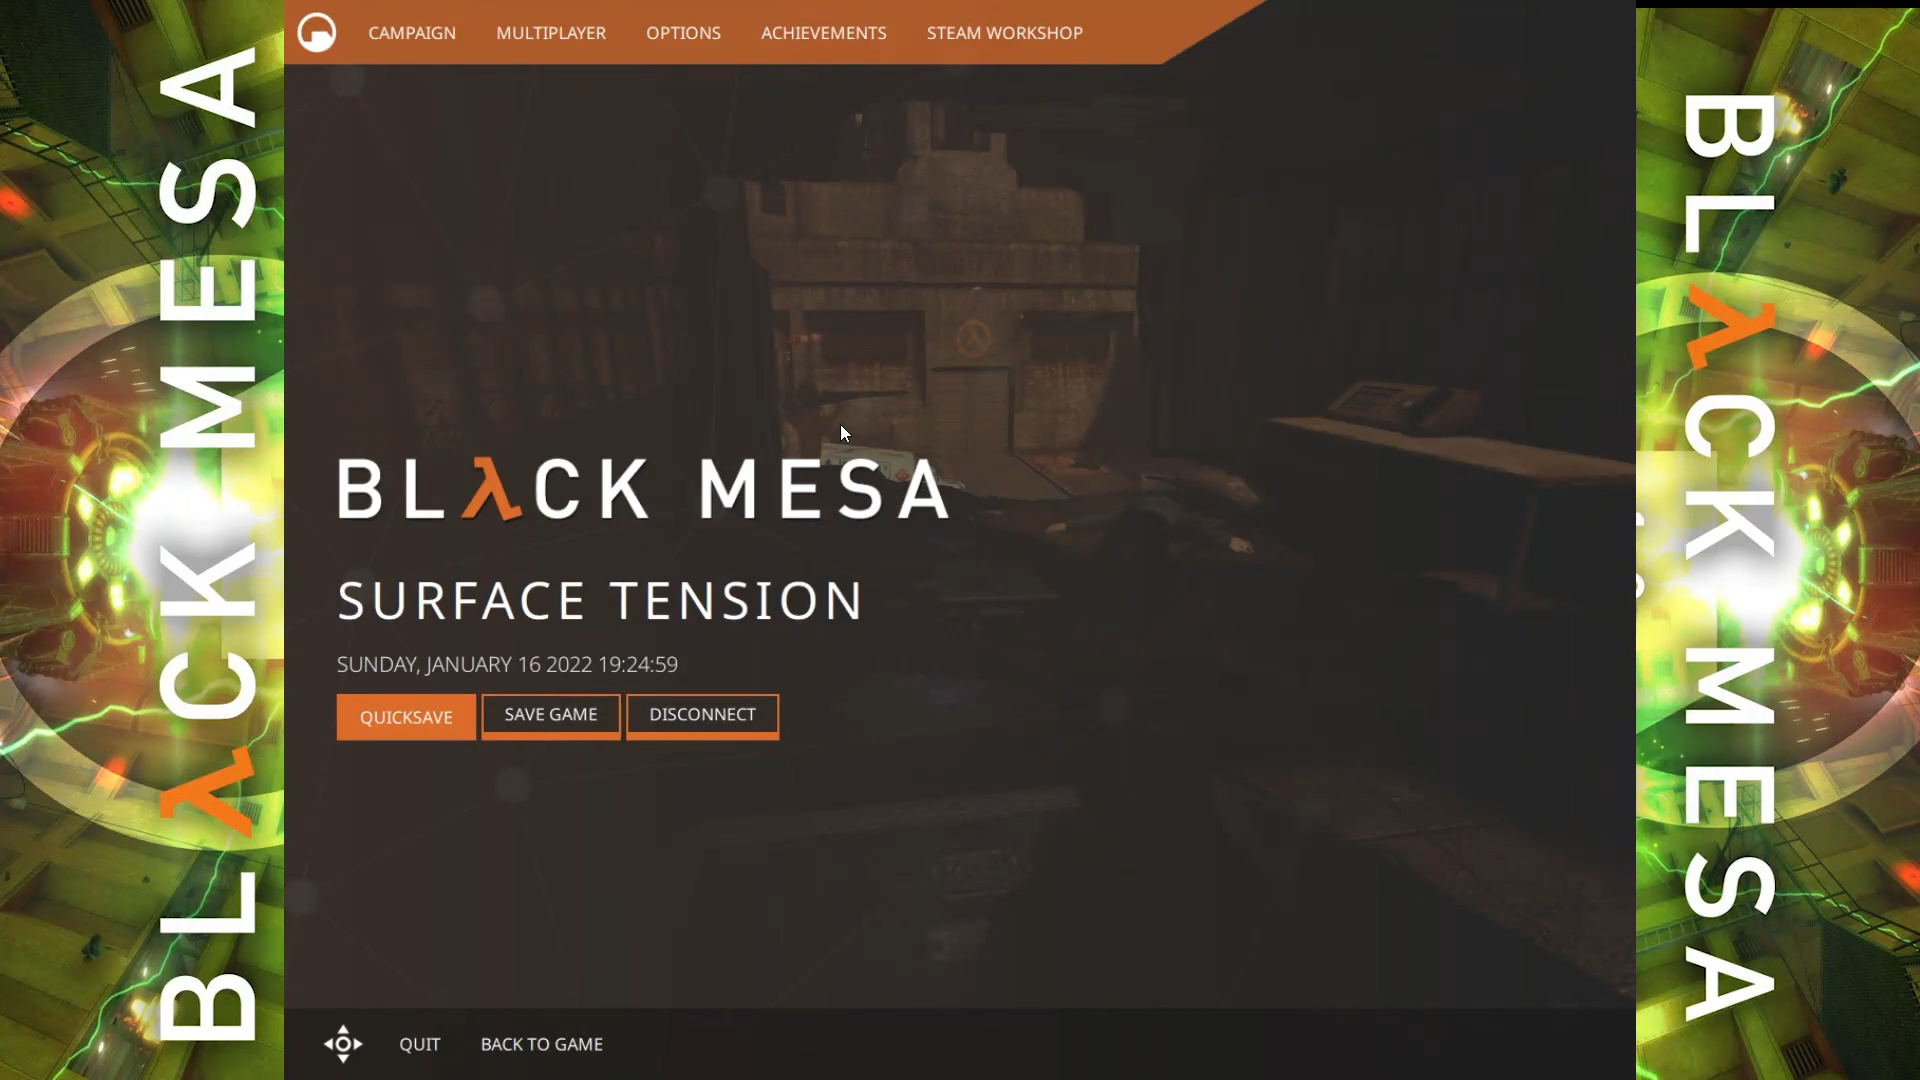 CAMPAIGN MULTIPLAYER OPTIONS ACHIEVEMENTS STEAM WORKSHOP
BLλCK MESA
BLλCK MESA
SURFACE TENSION
SUNDAY, JANUARY 16 2022 19:24:59
QUICKSAVE SAVE GAME DISCONNECT
QUIT BACK TO GAME
BLλCK MESA